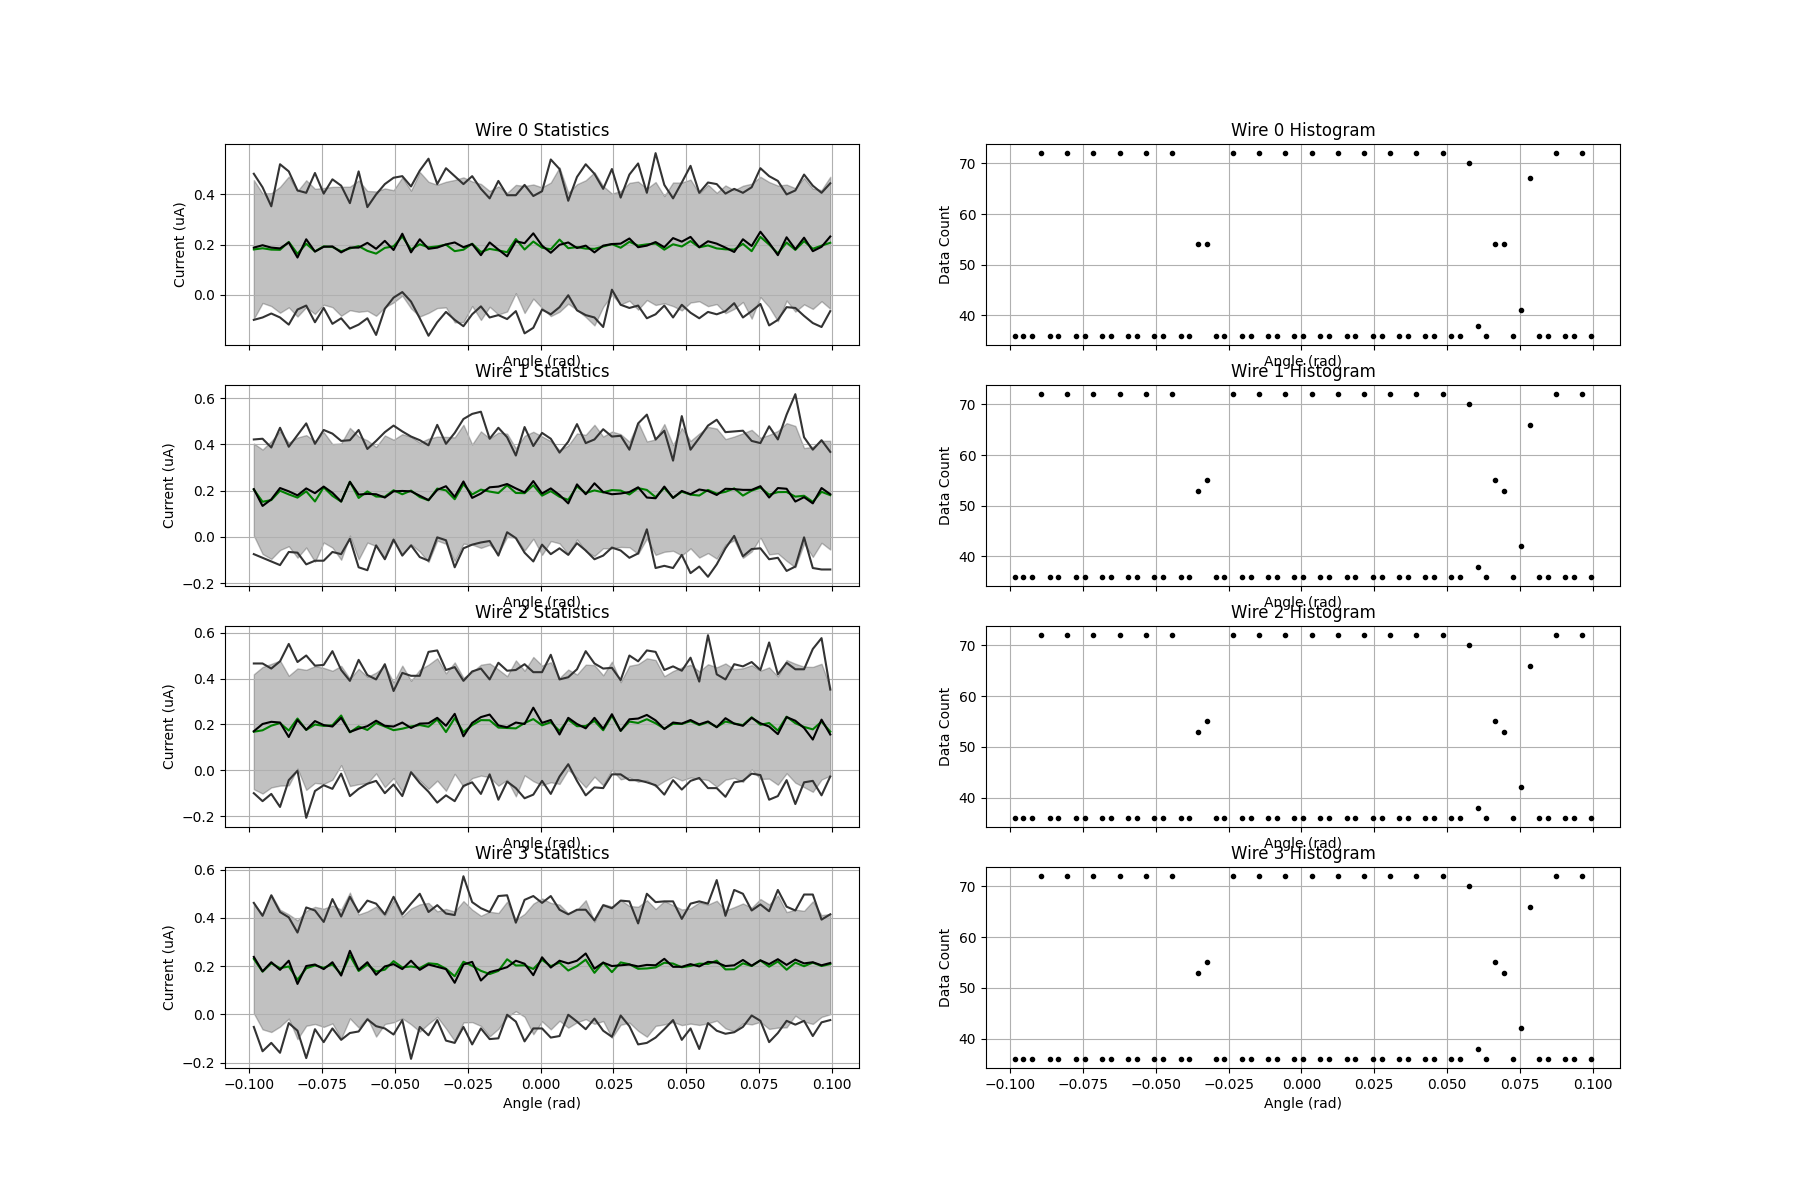 Wire 0 Statistics
Current (uA)
0.4
0.2
0.0
Angle (rad)
Wire 0 Histogram
Data Count
70
60
50
40
Angle (rad)
Wire 1 Statistics
Current (uA)
0.6
0.4
0.2
0.0
−0.2
Angle (rad)
Wire 1 Histogram
Data Count
70
60
50
40
Angle (rad)
Wire 2 Statistics
Current (uA)
0.6
0.4
0.2
0.0
−0.2
Angle (rad)
Wire 2 Histogram
Data Count
70
60
50
40
Angle (rad)
Wire 3 Statistics
Current (uA)
0.6
0.4
0.2
0.0
−0.2
−0.100 −0.075 −0.050 −0.025 0.000 0.025 0.050 0.075 0.100
Angle (rad)
Wire 3 Histogram
Data Count
70
60
50
40
−0.100 −0.075 −0.050 −0.025 0.000 0.025 0.050 0.075 0.100
Angle (rad)